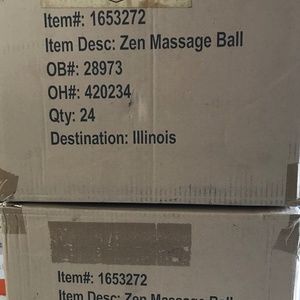 Item#: 1653272
Item Desc: Zen Massage Ball
OB#: 28973
OH#: 420234
Qty: 24
Destination: Illinois
Item#: 1653272
Item Desc: Zen Massage Ball